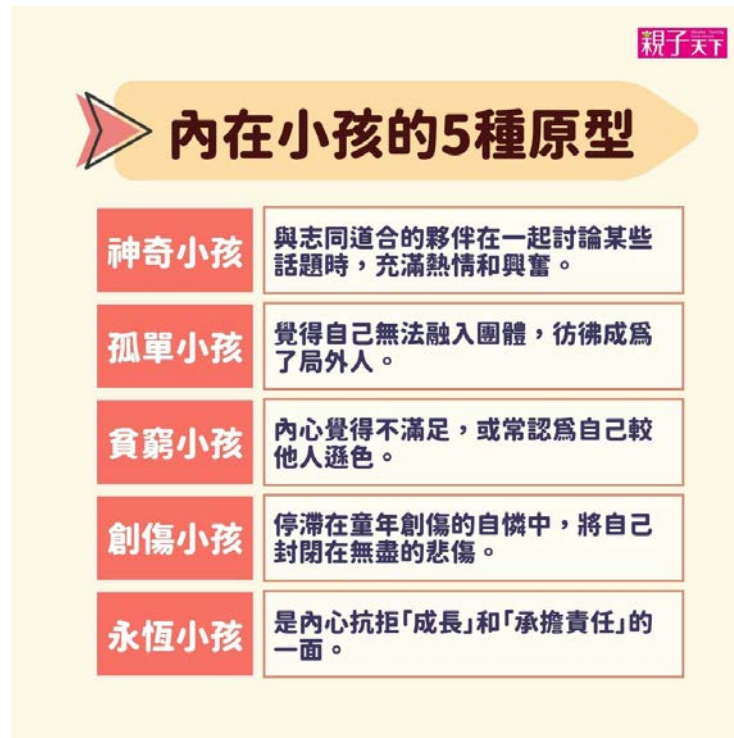 親子天下
內在小孩的5種原型
神奇小孩
與志同道合的夥伴在一起討論某些
話題時，充滿熱情和興奮。
孤單小孩
覺得自己無法融入團體，彷彿成爲
了局外人。
貧窮小孩
內心覺得不滿足，或常認爲自己較
他人遜色。
創傷小孩
停滯在童年創傷的自憐中，將自己
封閉在無盡的悲傷。
永恆小孩
是內心抗拒「成長」和「承擔責任」的
一面。